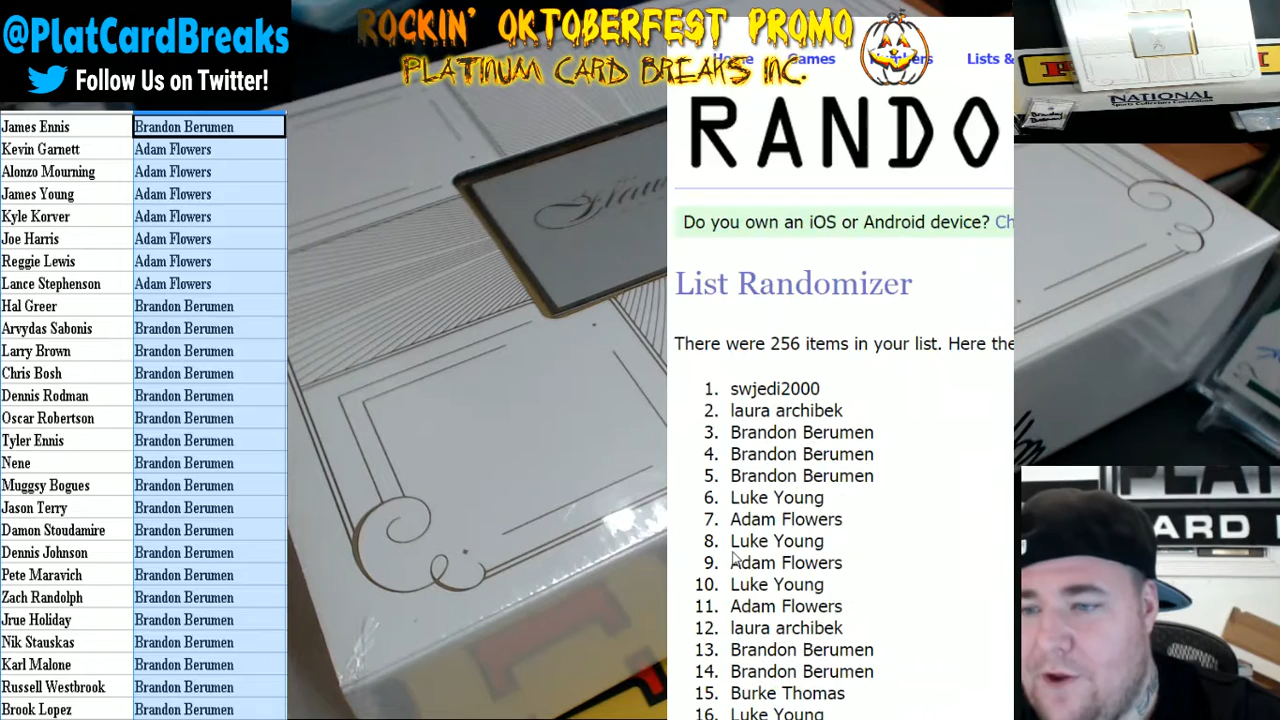 @PlatCardBreaks
Follow Us on Twitter!
ROCKIN' OKTOBERFEST PROMO
PLATINUM CARD BREAKS INC.
James Ennis Brandon Berumen
Kevin Garnett Adam Flowers
Alonzo Mourning Adam Flowers
James Young Adam Flowers
Kyle Korver Adam Flowers
Joe Harris Adam Flowers
Reggie Lewis Adam Flowers
Lance Stephenson Adam Flowers
Hal Greer Brandon Berumen
Arvydas Sabonis Brandon Berumen
Larry Brown Brandon Berumen
Chris Bosh Brandon Berumen
Dennis Rodman Brandon Berumen
Oscar Robertson Brandon Berumen
Tyler Ennis Brandon Berumen
Nene Brandon Berumen
Muggsy Bogues Brandon Berumen
Jason Terry Brandon Berumen
Damon Stoudamire Brandon Berumen
Dennis Johnson Brandon Berumen
Pete Maravich Brandon Berumen
Zach Randolph Brandon Berumen
Jrue Holiday Brandon Berumen
Nik Stauskas Brandon Berumen
Karl Malone Brandon Berumen
Russell Westbrook Brandon Berumen
Brook Lopez Brandon Berumen
Home Games Lists &
RANDO
Do you own an iOS or Android device? Ch
List Randomizer
There were 256 items in your list. Here the
1. swjedi2000
2. laura archibek
3. Brandon Berumen
4. Brandon Berumen
5. Brandon Berumen
6. Luke Young
7. Adam Flowers
8. Luke Young
9. Adam Flowers
10. Luke Young
11. Adam Flowers
12. laura archibek
13. Brandon Berumen
14. Brandon Berumen
15. Burke Thomas
16. Luke Young
NATIONAL
ARD